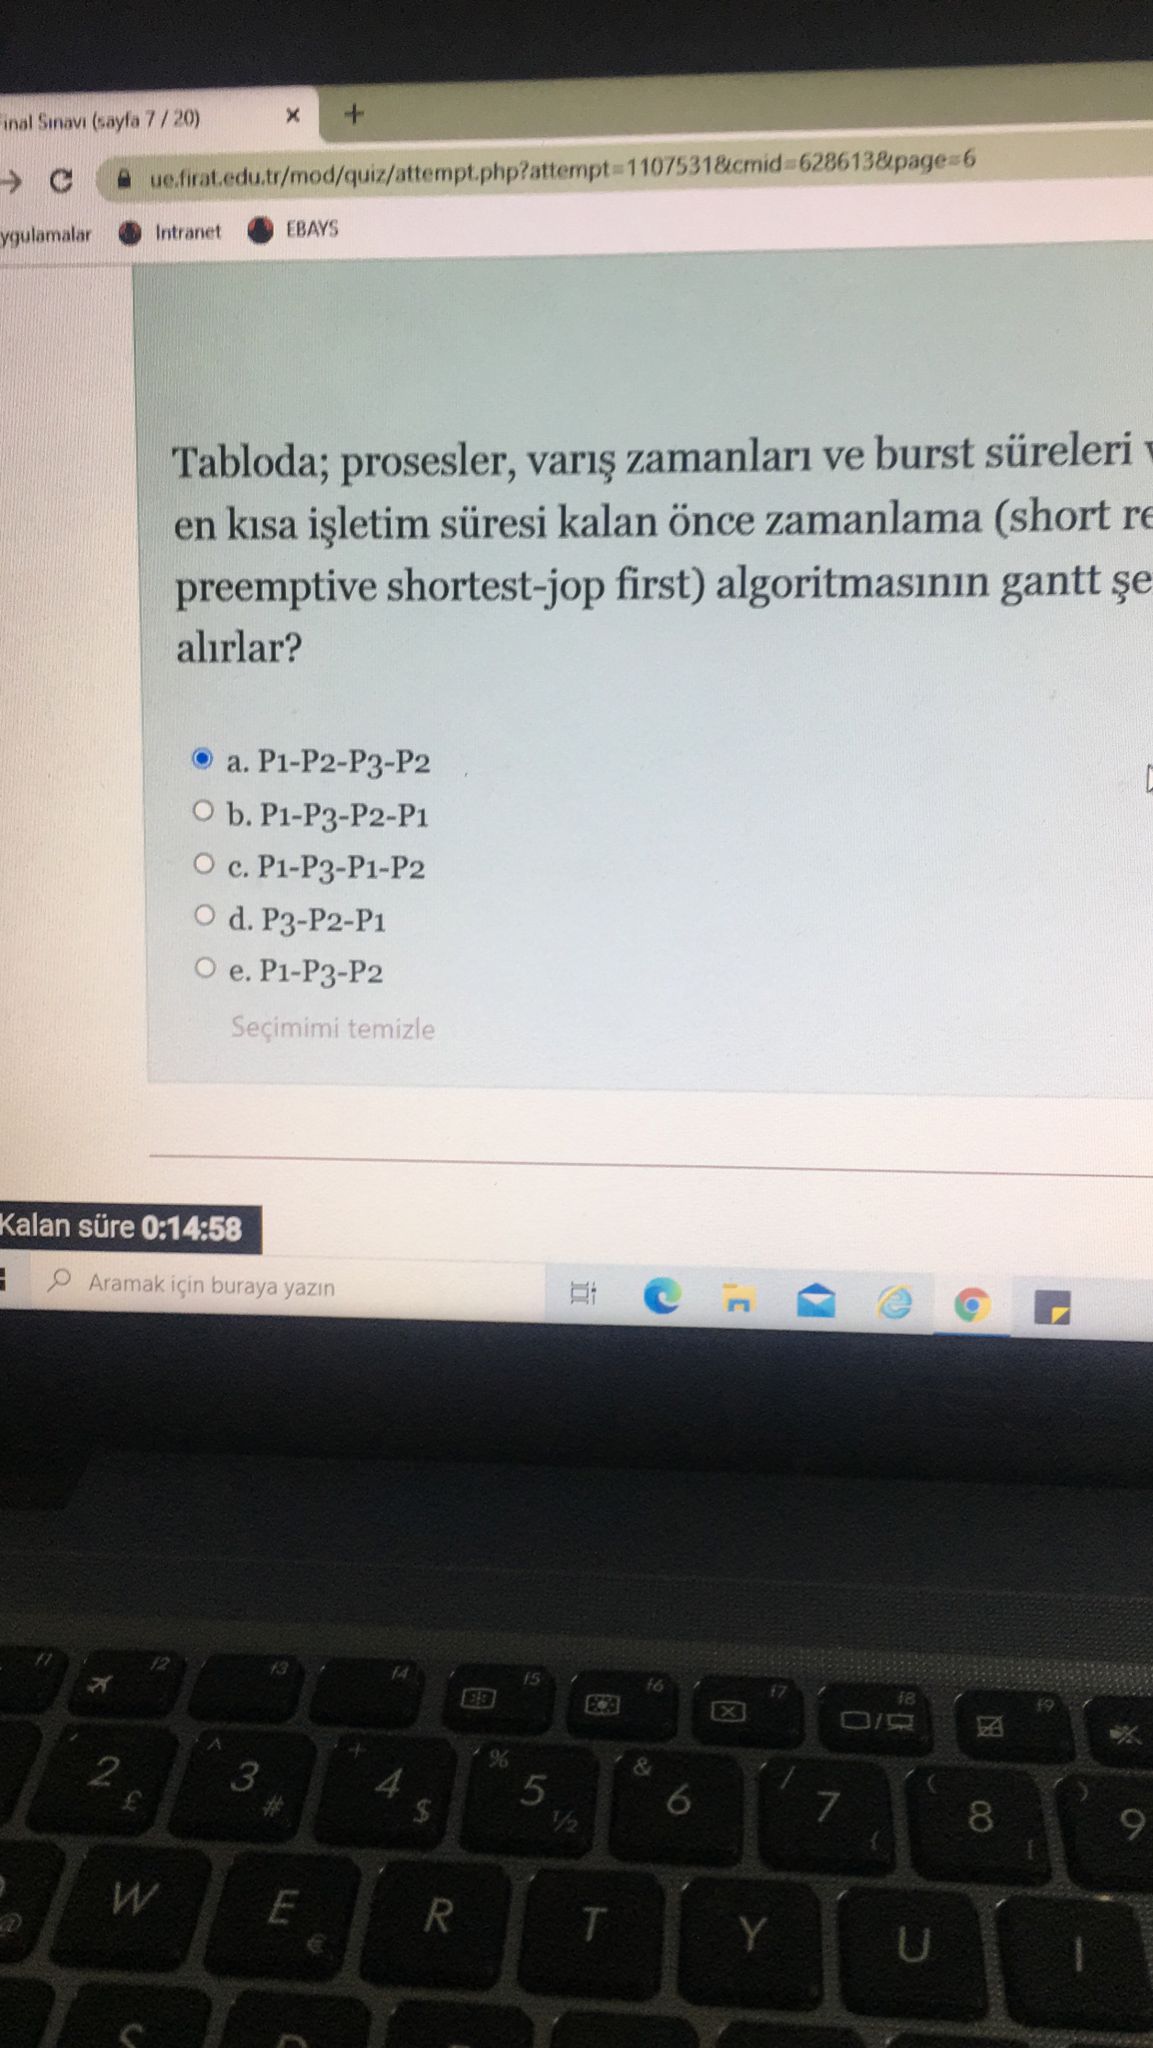 Final Sınavı (sayfa 7 / 20)
ue.firat.edu.tr/mod/quiz/attempt.php?attempt=1107531&cmid=628613&page=6
ygulamalar Intranet EBAYS
Tabloda; prosesler, varış zamanları ve burst süreleri
en kısa işletim süresi kalan önce zamanlama (short re
preemptive shortest-jop first) algoritmasının gantt şe
alırlar?
a. P1-P2-P3-P2
b. P1-P3-P2-P1
c. P1-P3-P1-P2
d. P3-P2-P1
e. P1-P3-P2
Seçimimi temizle
Kalan süre 0:14:58
Aramak için buraya yazın
f1 f2 f3 f4 f5 f6 f7 f8 f9
2 £ ^ 3 # + 4 $ % 5 ½ & 6 / 7 { ( 8 [ ) 9
@ W E € R T Y U I
S D